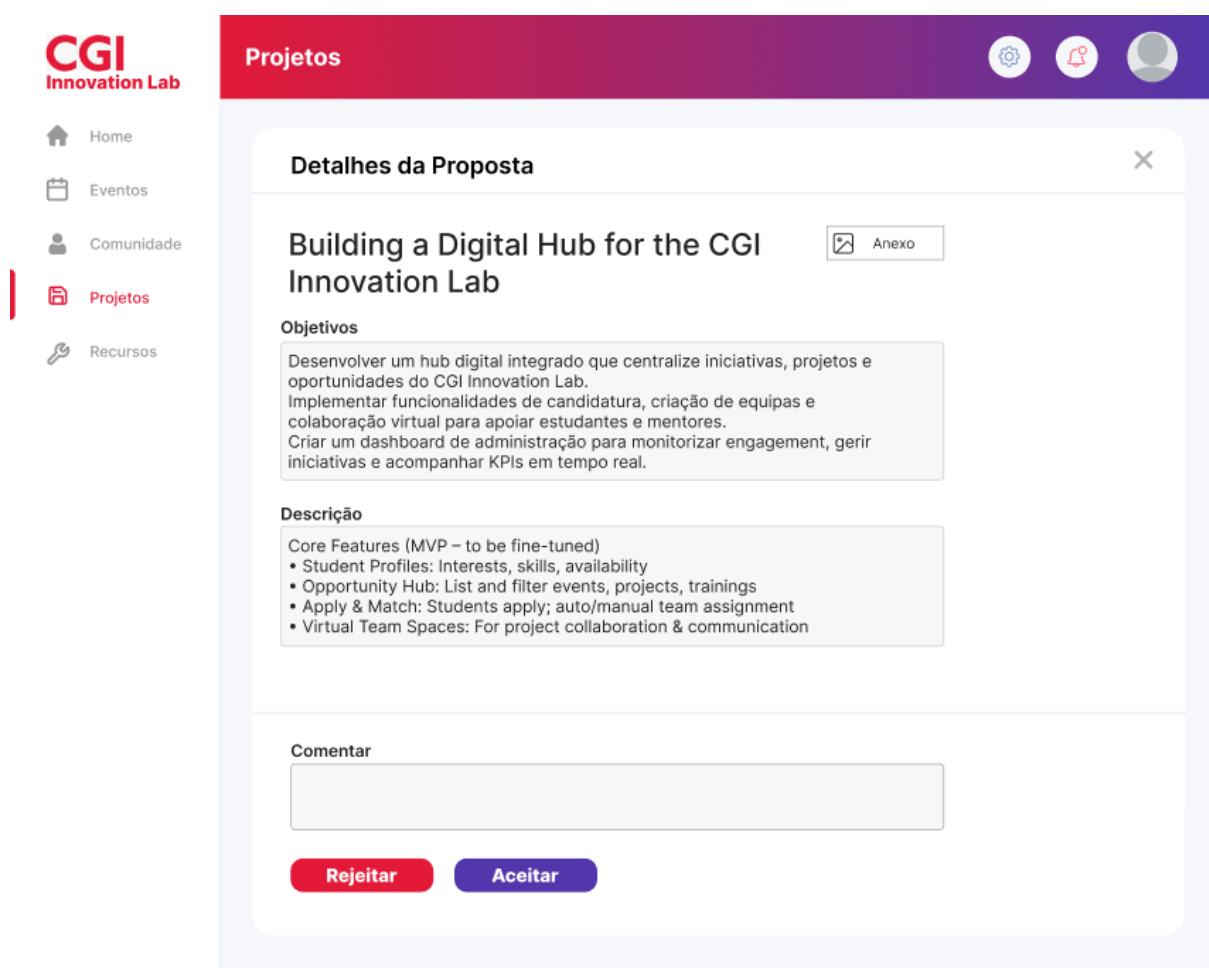 CGI
Innovation Lab
Projetos
Home
Eventos
Comunidade
Projetos
Recursos
Detalhes da Proposta
Building a Digital Hub for the CGI
Innovation Lab
Anexo
Objetivos
Desenvolver um hub digital integrado que centralize iniciativas, projetos e
oportunidades do CGI Innovation Lab.
Implementar funcionalidades de candidatura, criação de equipas e
colaboração virtual para apoiar estudantes e mentores.
Criar um dashboard de administração para monitorizar engagement, gerir
iniciativas e acompanhar KPIs em tempo real.
Descrição
Core Features (MVP – to be fine-tuned)
• Student Profiles: Interests, skills, availability
• Opportunity Hub: List and filter events, projects, trainings
• Apply & Match: Students apply; auto/manual team assignment
• Virtual Team Spaces: For project collaboration & communication
Comentar
Rejeitar
Aceitar